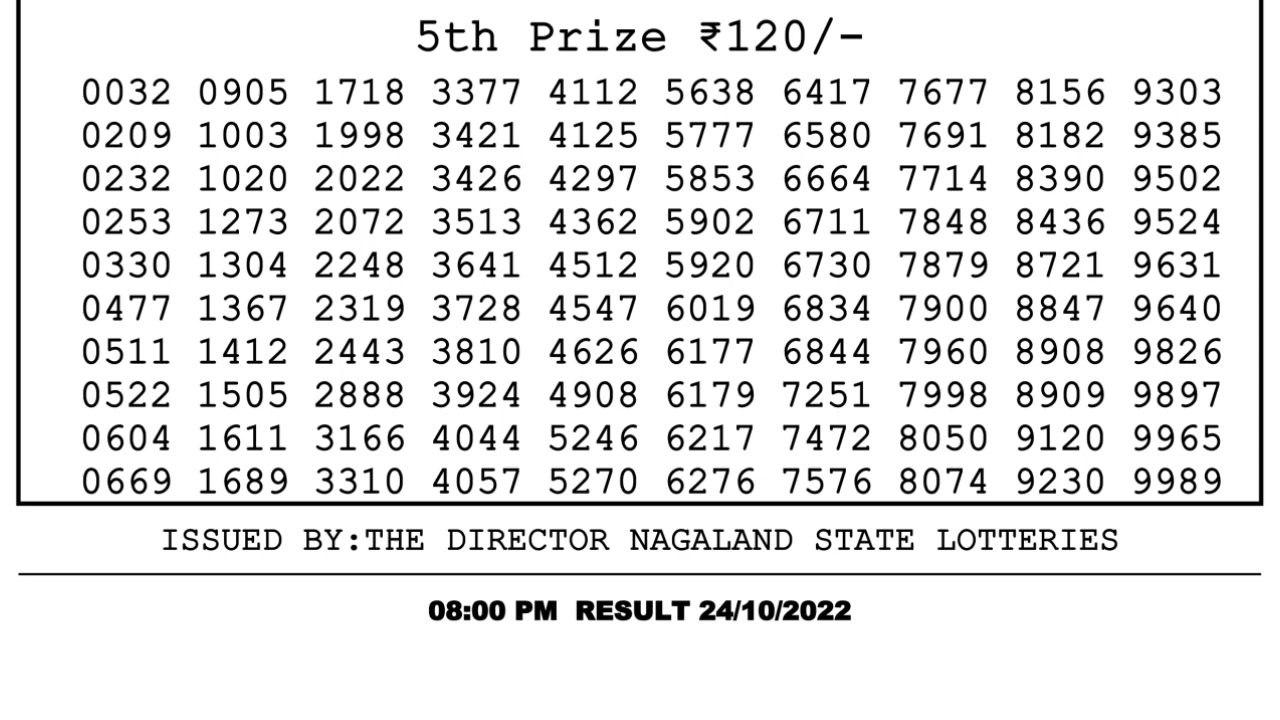 5th Prize ₹120/-
0032 0905 1718 3377 4112 5638 6417 7677 8156 9303
0209 1003 1998 3421 4125 5777 6580 7691 8182 9385
0232 1020 2022 3426 4297 5853 6664 7714 8390 9502
0253 1273 2072 3513 4362 5902 6711 7848 8436 9524
0330 1304 2248 3641 4512 5920 6730 7879 8721 9631
0477 1367 2319 3728 4547 6019 6834 7900 8847 9640
0511 1412 2443 3810 4626 6177 6844 7960 8908 9826
0522 1505 2888 3924 4908 6179 7251 7998 8909 9897
0604 1611 3166 4044 5246 6217 7472 8050 9120 9965
0669 1689 3310 4057 5270 6276 7576 8074 9230 9989
ISSUED BY:THE DIRECTOR NAGALAND STATE LOTTERIES
08:00 PM RESULT 24/10/2022